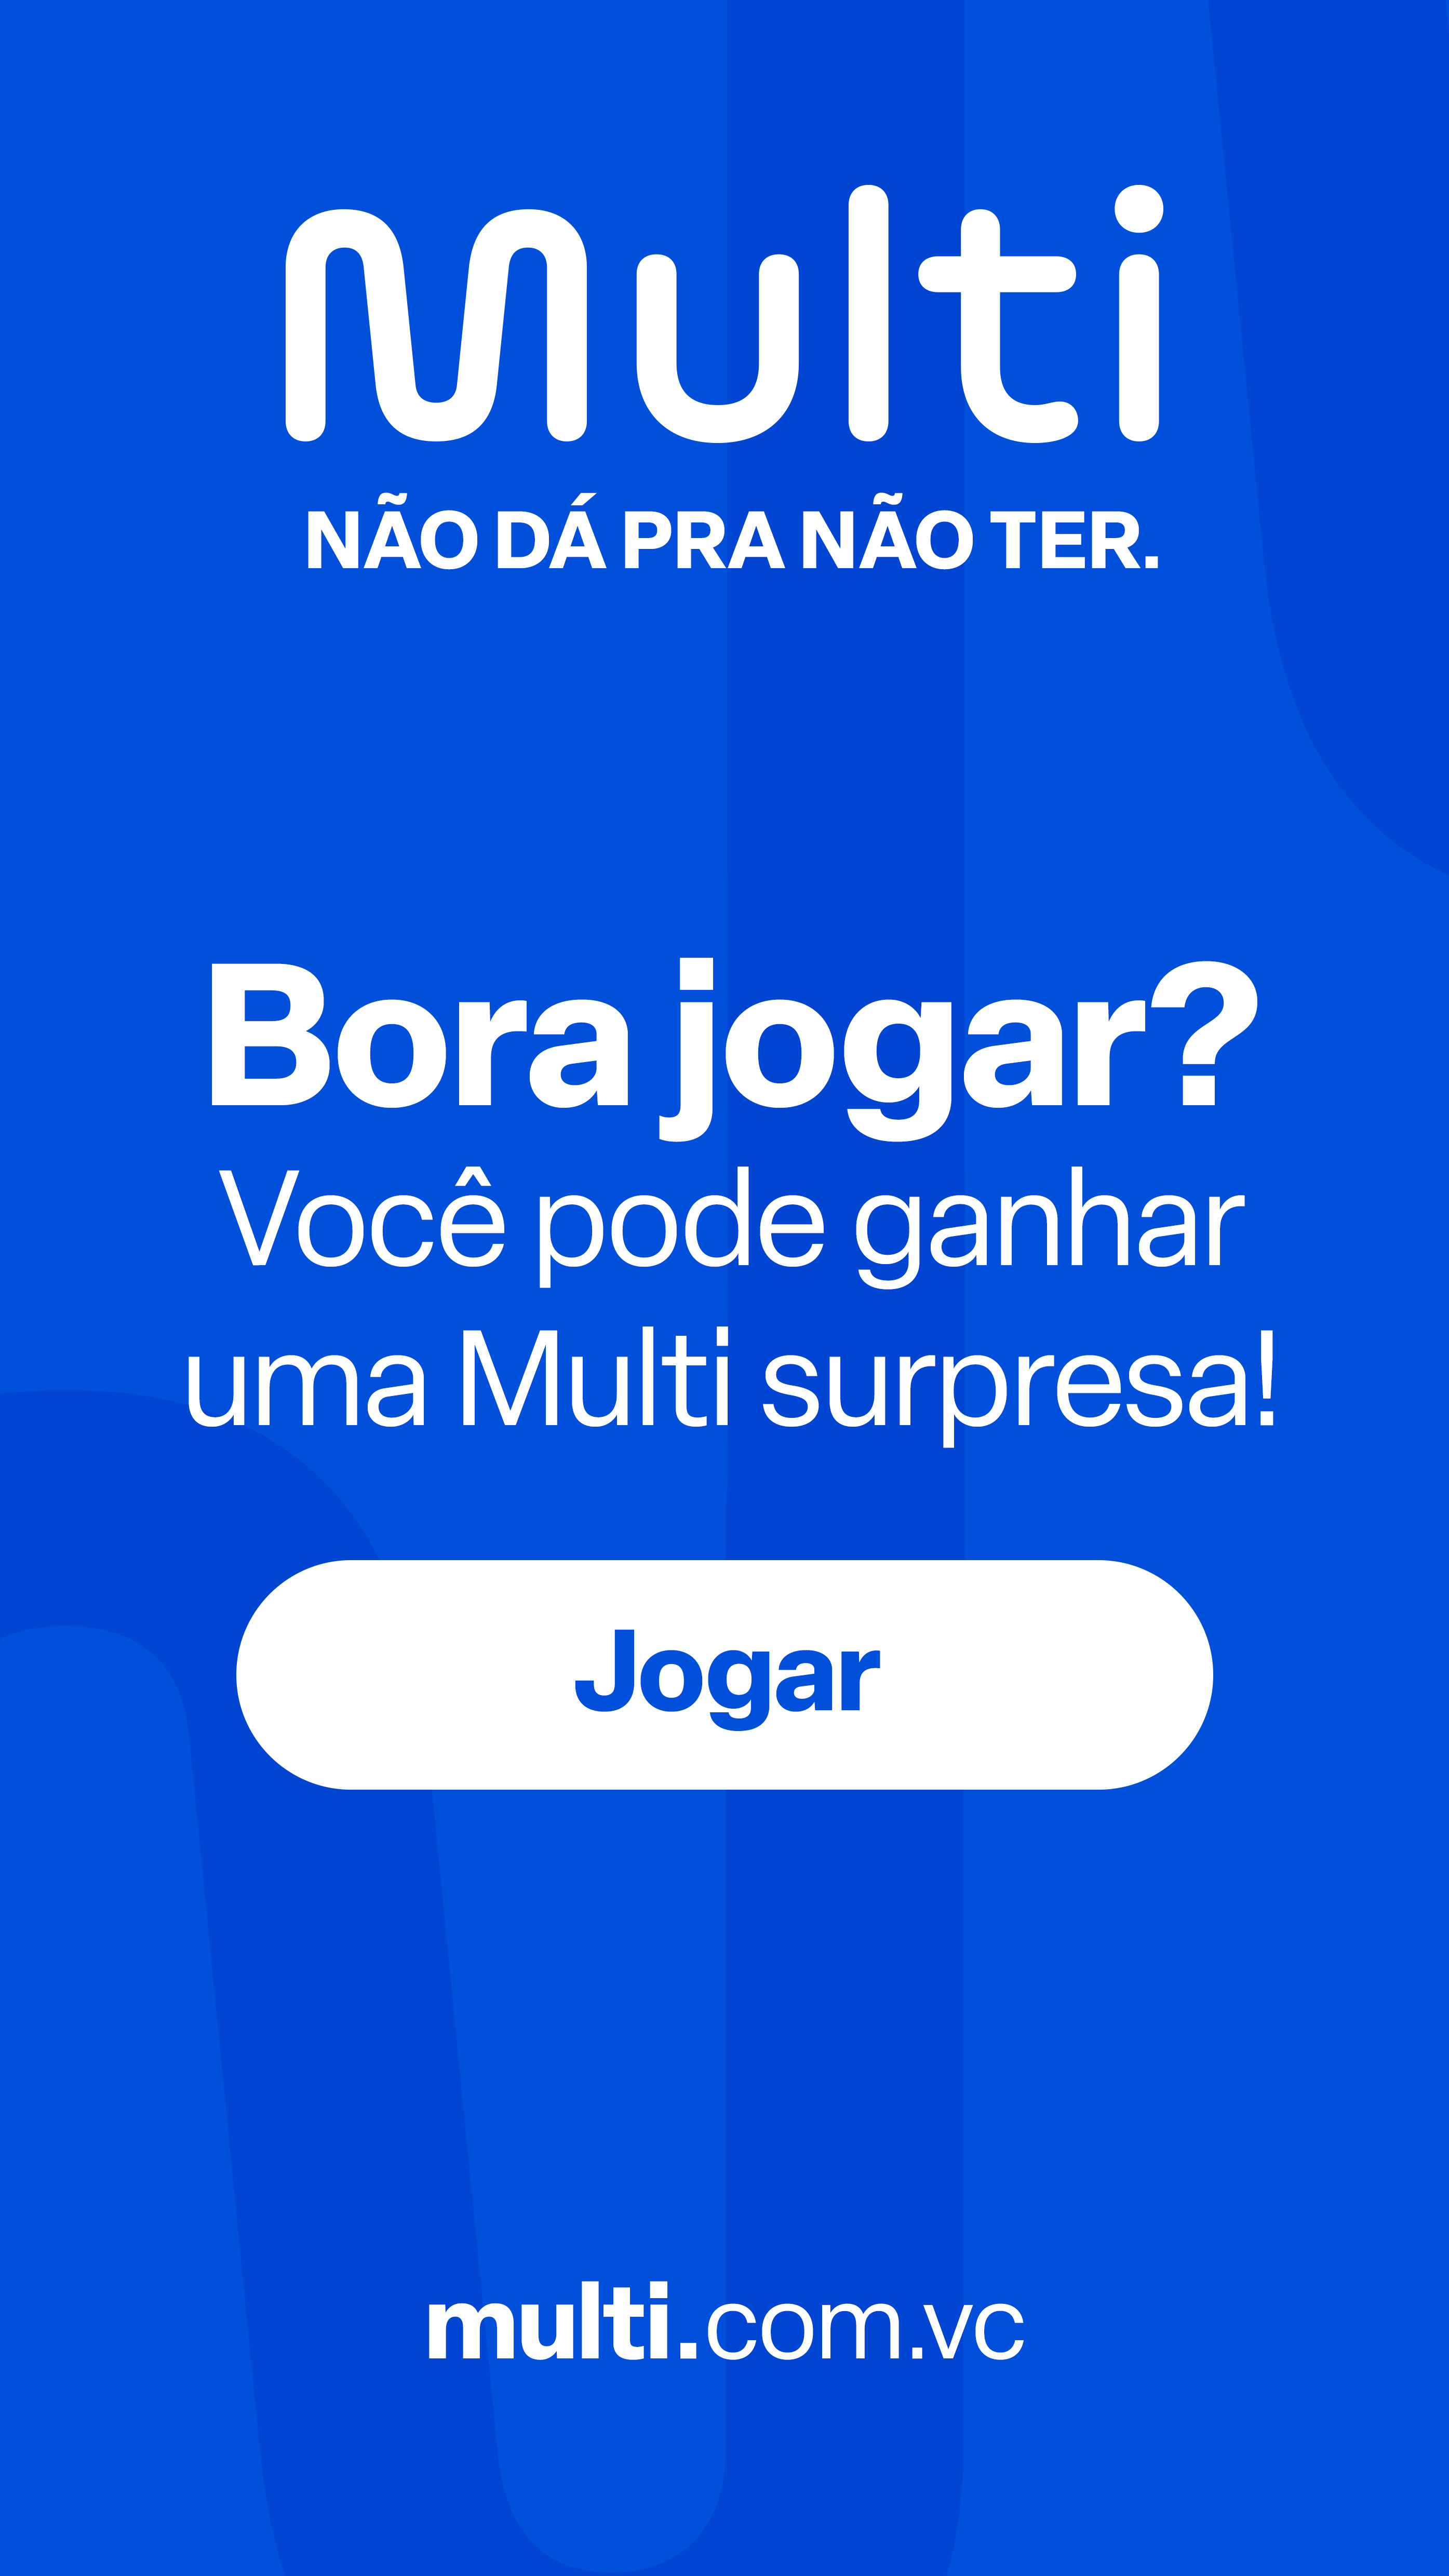 Multi
NÃO DÁ PRA NÃO TER.
Bora jogar?
Você pode ganhar
uma Multi surpresa!
Jogar
multi.com.vc